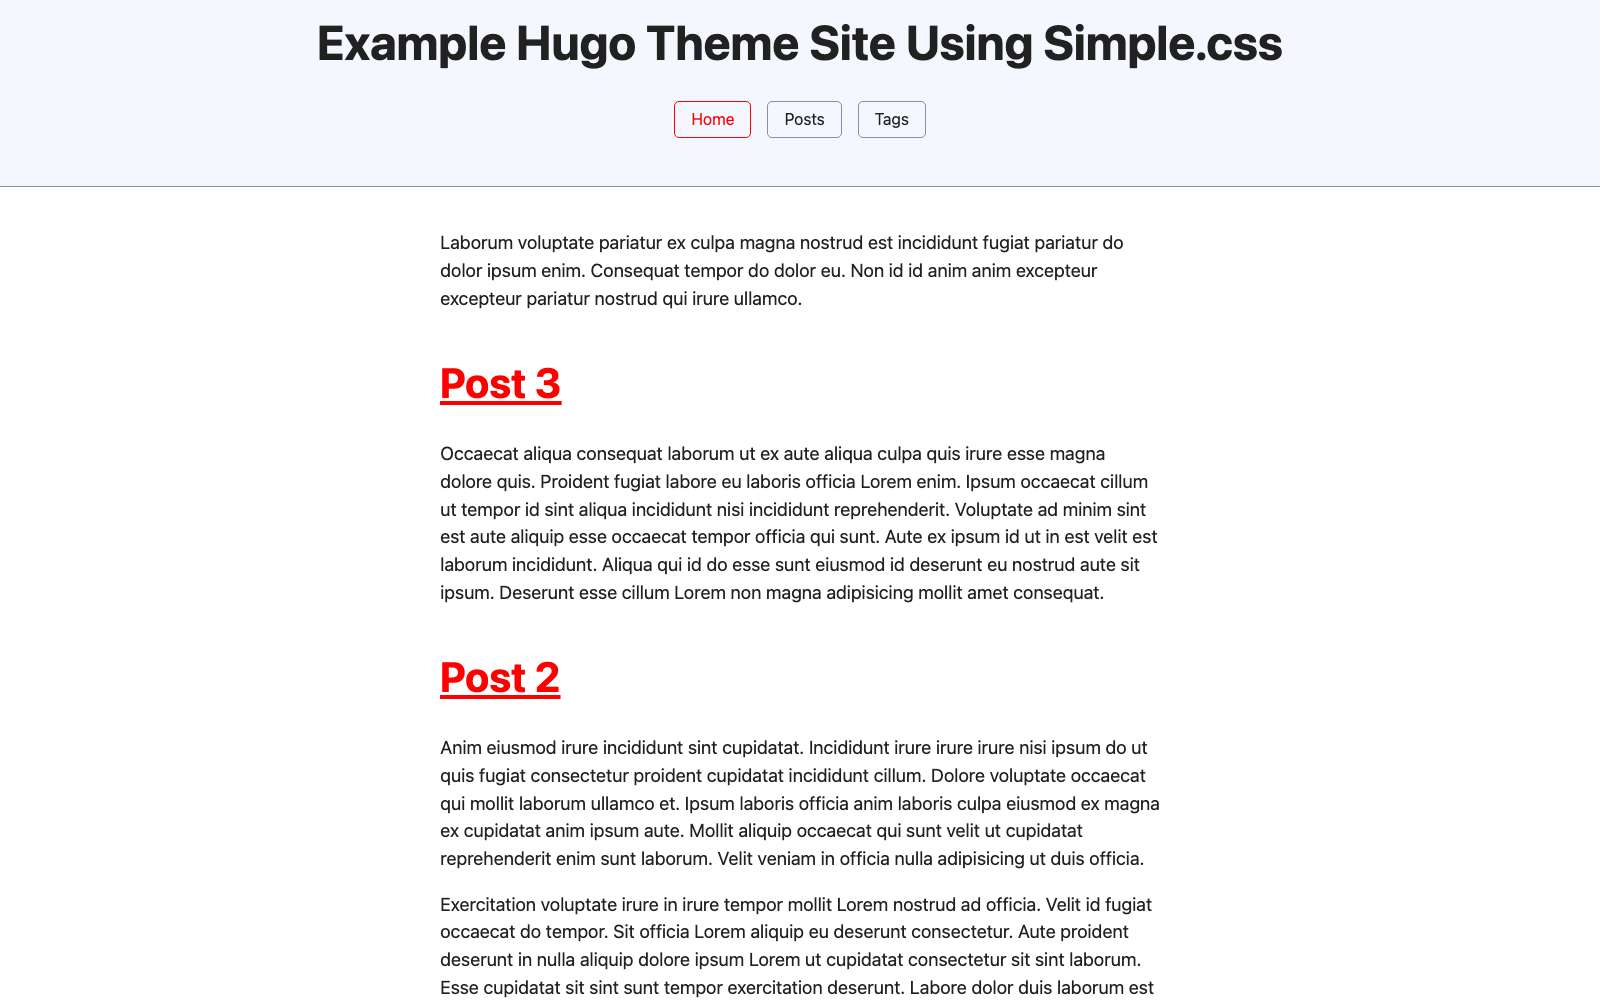 Example Hugo Theme Site Using Simple.css
Home
Posts
Tags
Laborum voluptate pariatur ex culpa magna nostrud est incididunt fugiat pariatur do
dolor ipsum enim. Consequat tempor do dolor eu. Non id id anim anim excepteur
excepteur pariatur nostrud qui irure ullamco.
Post 3
Occaecat aliqua consequat laborum ut ex aute aliqua culpa quis irure esse magna
dolore quis. Proident fugiat labore eu laboris officia Lorem enim. Ipsum occaecat cillum
ut tempor id sint aliqua incididunt nisi incididunt reprehenderit. Voluptate ad minim sint
est aute aliquip esse occaecat tempor officia qui sunt. Aute ex ipsum id ut in est velit est
laborum incididunt. Aliqua qui id do esse sunt eiusmod id deserunt eu nostrud aute sit
ipsum. Deserunt esse cillum Lorem non magna adipisicing mollit amet consequat.
Post 2
Anim eiusmod irure incididunt sint cupidatat. Incididunt irure irure irure nisi ipsum do ut
quis fugiat consectetur proident cupidatat incididunt cillum. Dolore voluptate occaecat
qui mollit laborum ullamco et. Ipsum laboris officia anim laboris culpa eiusmod ex magna
ex cupidatat anim ipsum aute. Mollit aliquip occaecat qui sunt velit ut cupidatat
reprehenderit enim sunt laborum. Velit veniam in officia nulla adipisicing ut duis officia.
Exercitation voluptate irure in irure tempor mollit Lorem nostrud ad officia. Velit id fugiat
occaecat do tempor. Sit officia Lorem aliquip eu deserunt consectetur. Aute proident
deserunt in nulla aliquip dolore ipsum Lorem ut cupidatat consectetur sit sint laborum.
Esse cupidatat sit sint sunt tempor exercitation deserunt. Labore dolor duis laborum est